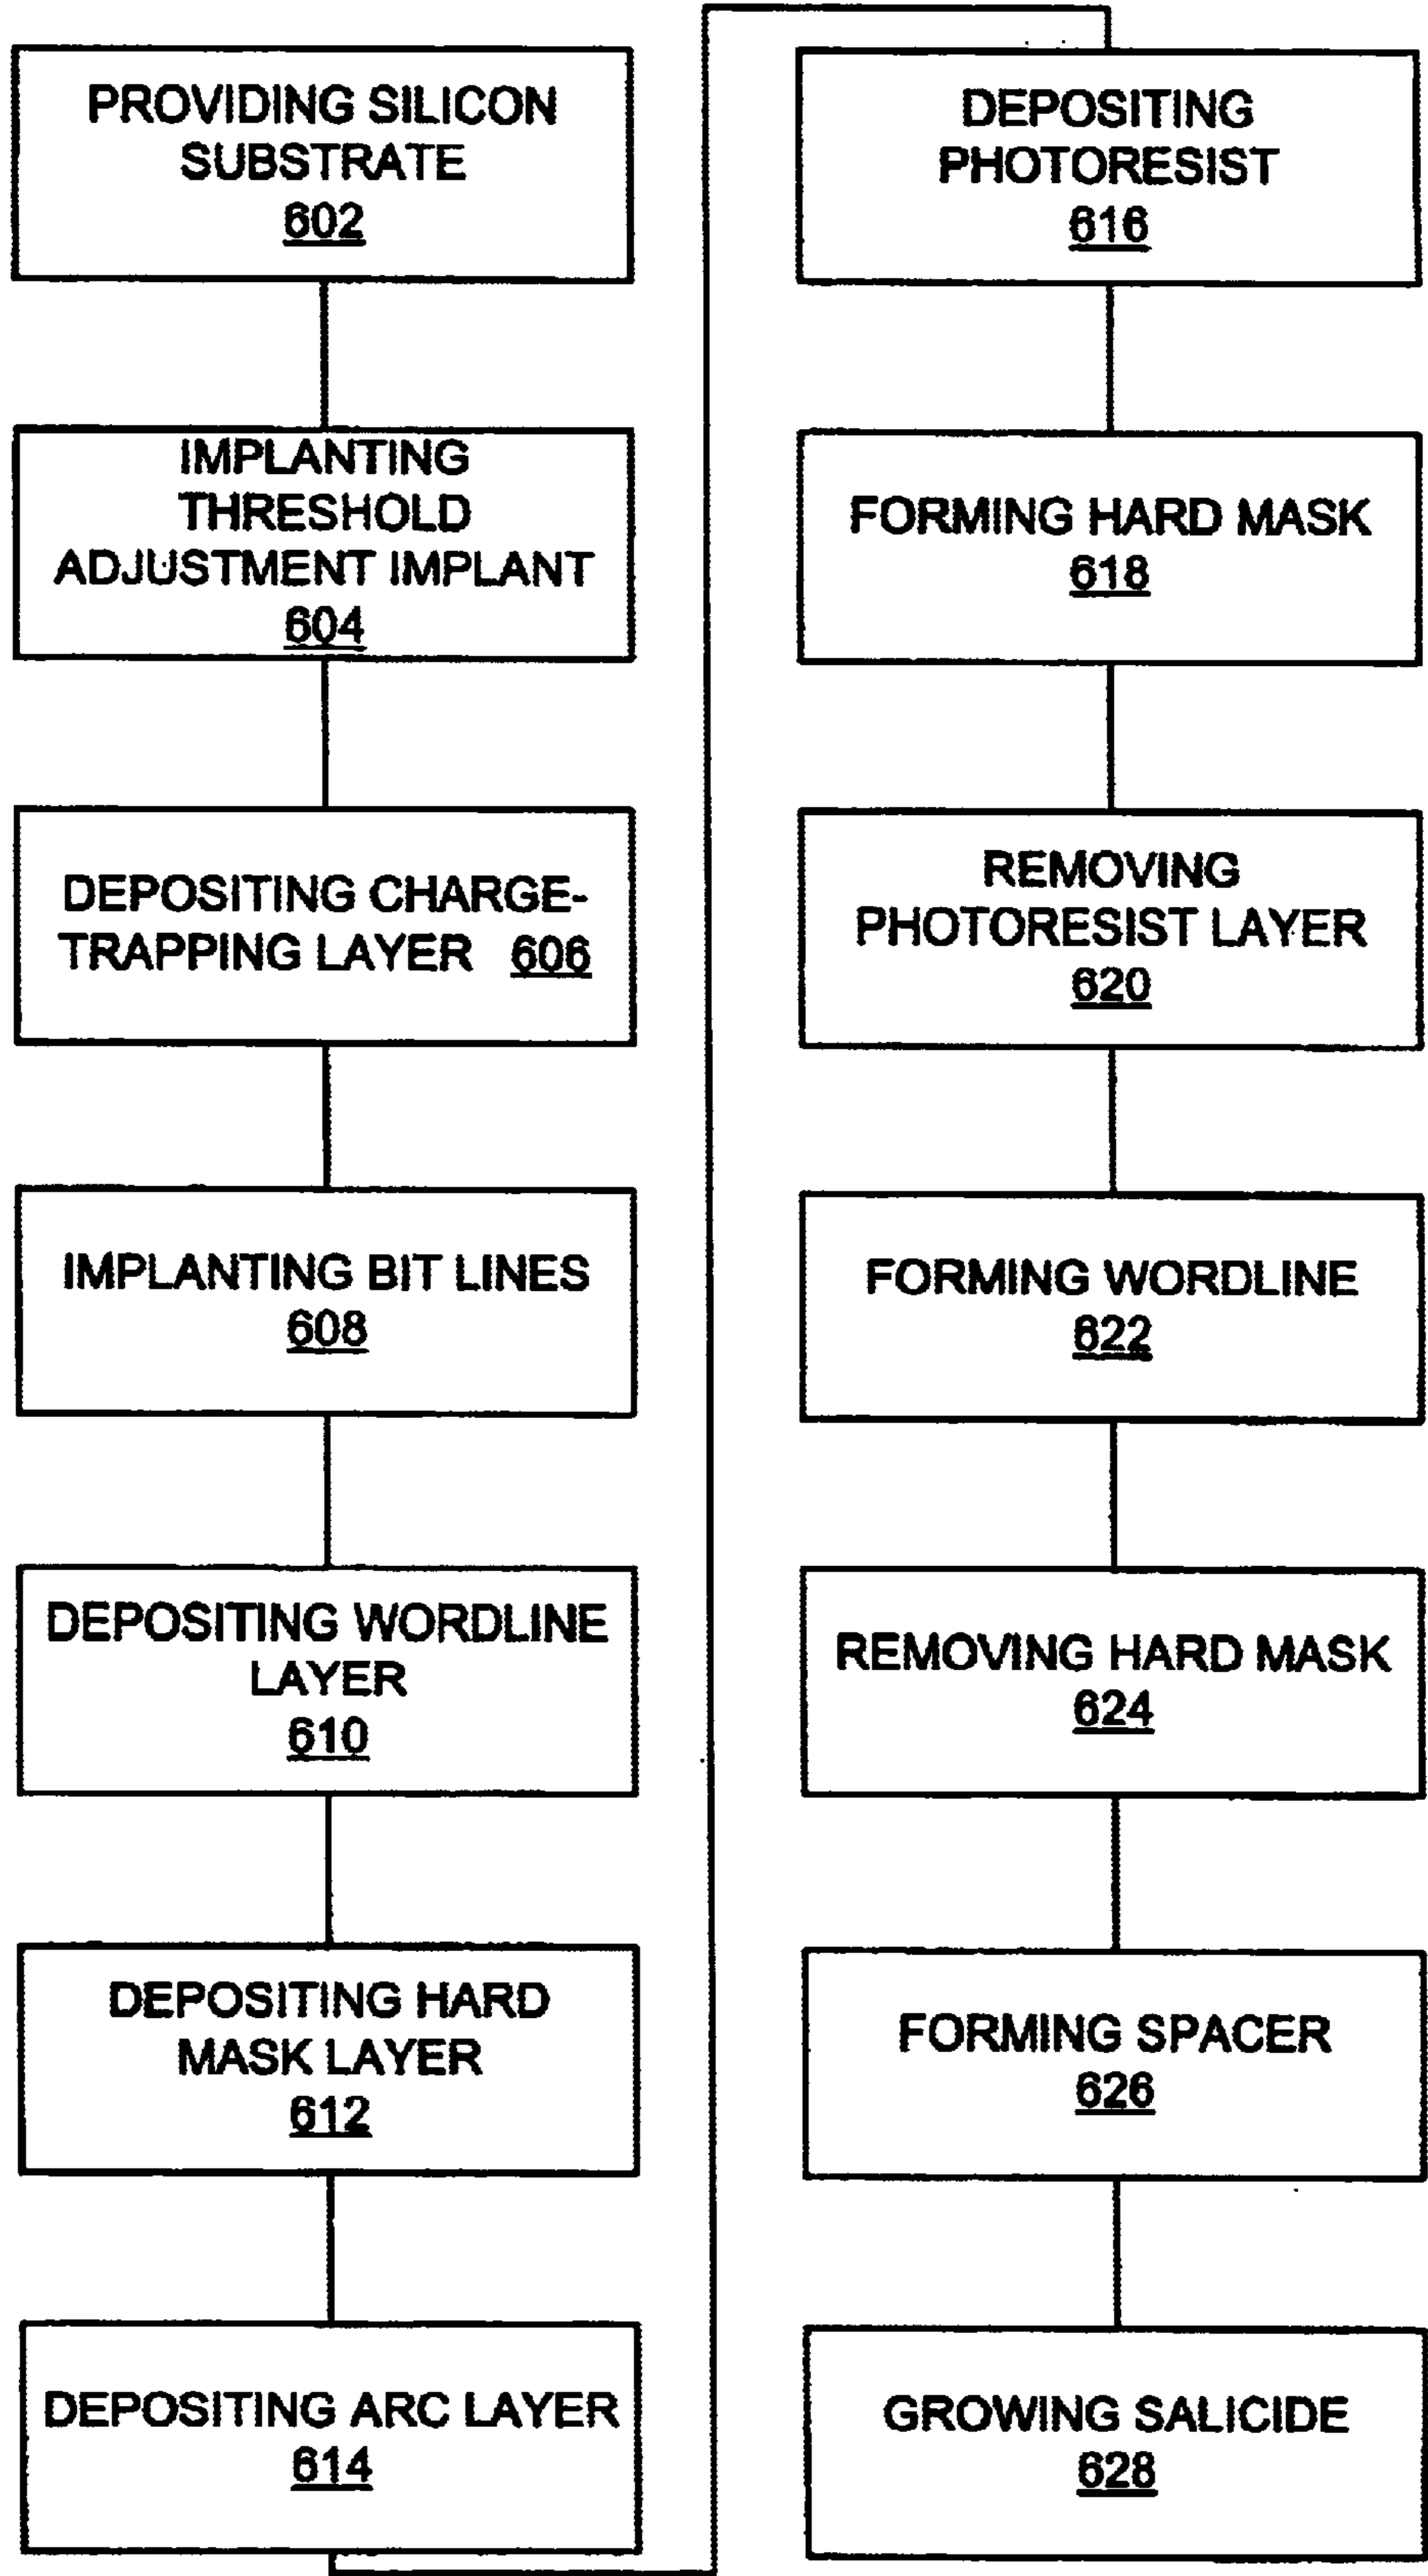 PROVIDING SILICON
SUBSTRATE
602
IMPLANTING
THRESHOLD
ADJUSTMENT IMPLANT
604
DEPOSITING CHARGE-
TRAPPING LAYER 606
IMPLANTING BIT LINES
608
DEPOSITING WORDLINE
LAYER
610
DEPOSITING HARD
MASK LAYER
612
DEPOSITING ARC LAYER
614
DEPOSITING
PHOTORESIST
616
FORMING HARD MASK
618
REMOVING
PHOTORESIST LAYER
620
FORMING WORDLINE
622
REMOVING HARD MASK
624
FORMING SPACER
626
GROWING SALICIDE
628